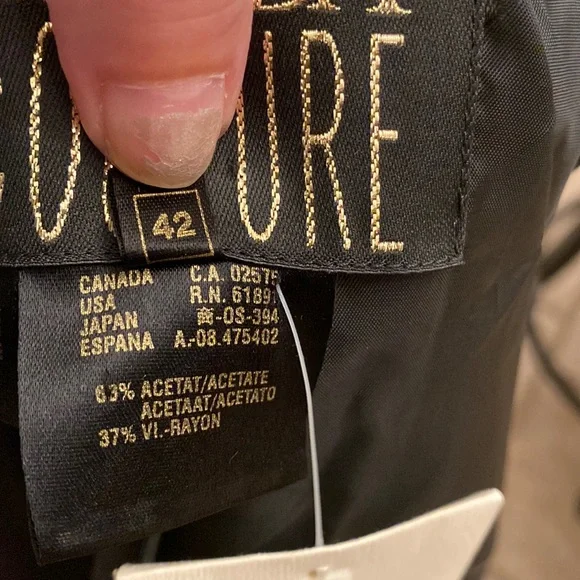 COUTURE
42
CANADA C.A. 0257
USA R.N. 6189
JAPAN 商-OS-394
ESPANA A.-08.475402
63% ACETAT/ACETATE
ACETAAT/ACETATO
37% VI.-RAYON